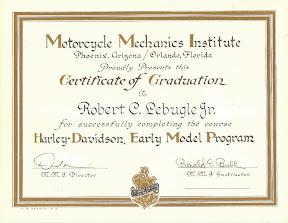 Motorcycle Mechanics Institute
Phoenix, Arizona / Orlando, Florida
Proudly Presents this
Certificate of Graduation
To
Robert C. Lebugle Jr.
for successfully completing the course
Harley-Davidson, Early Model Program
M.M.I. Director
M.M.I. Instructor